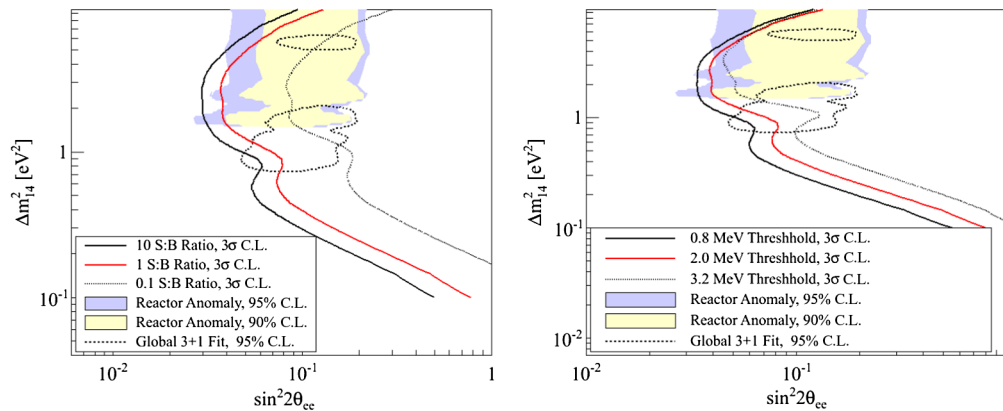 Δm²₁₄ [eV²]
1
10⁻¹
10 S:B Ratio, 3σ C.L.
1 S:B Ratio, 3σ C.L.
0.1 S:B Ratio, 3σ C.L.
Reactor Anomaly, 95% C.L.
Reactor Anomaly, 90% C.L.
Global 3+1 Fit, 95% C.L.
10⁻²
10⁻¹
1
sin²2θₑₑ
Δm²₁₄ [eV²]
1
10⁻¹
10⁻²
0.8 MeV Threshhold, 3σ C.L.
2.0 MeV Threshhold, 3σ C.L.
3.2 MeV Threshhold, 3σ C.L.
Reactor Anomaly, 95% C.L.
Reactor Anomaly, 90% C.L.
Global 3+1 Fit, 95% C.L.
10⁻²
10⁻¹
sin²2θₑₑ